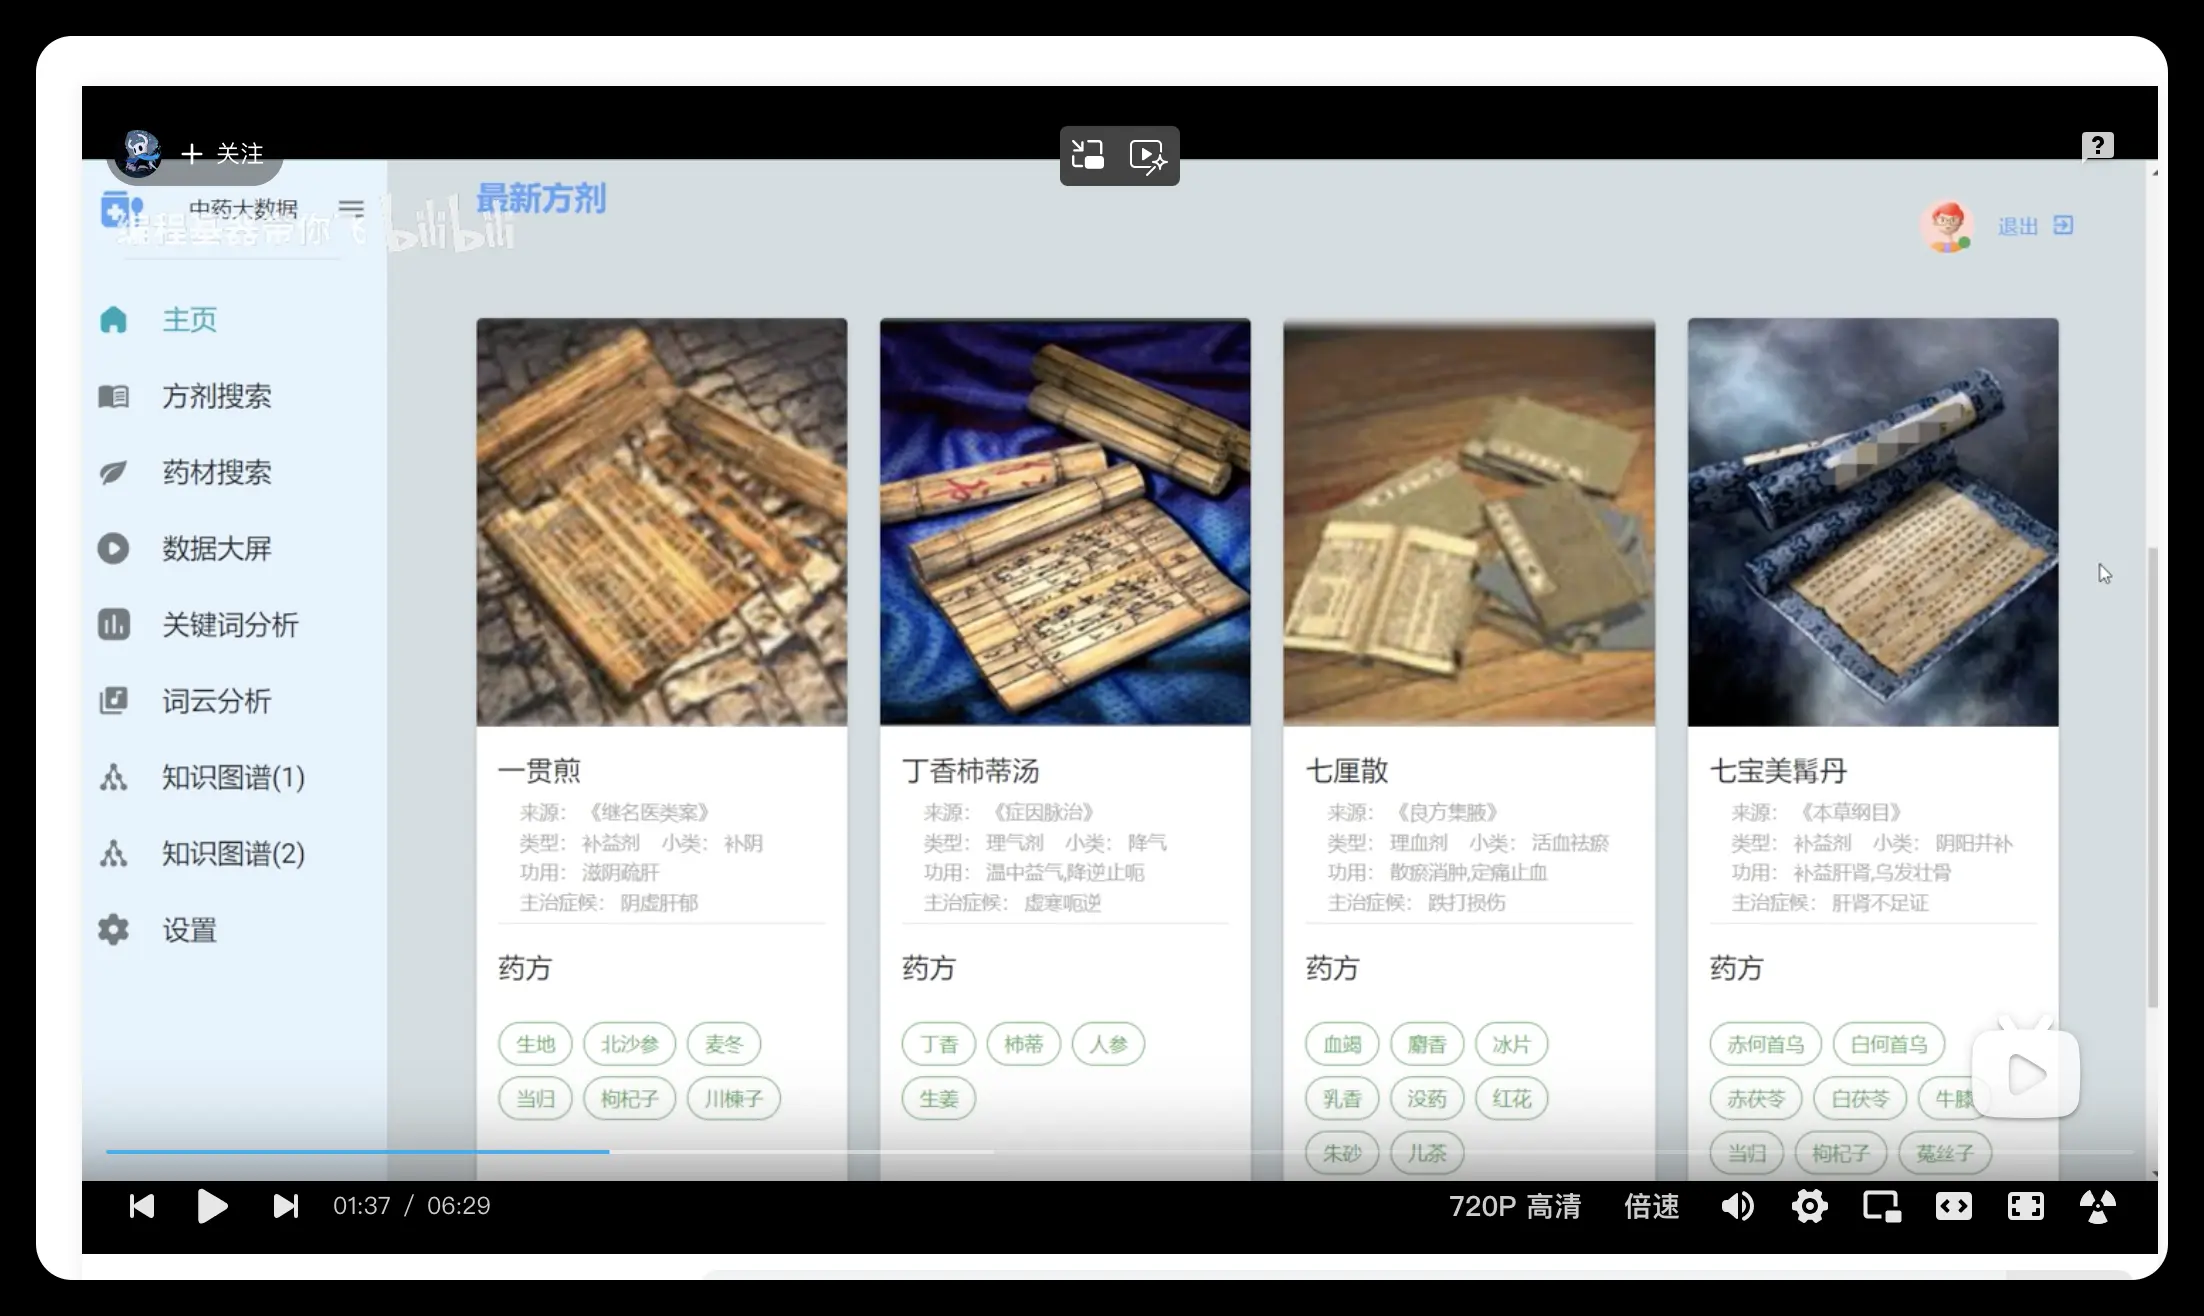 + 关注
?
中药大数据
编程基器带你飞
bilibili
最新方剂
退出
主页
方剂搜索
药材搜索
数据大屏
关键词分析
词云分析
知识图谱(1)
知识图谱(2)
设置
一贯煎
来源： 《继名医类案》
类型： 补益剂 小类： 补阴
功用： 滋阴疏肝
主治症候： 阴虚肝郁
药方
生地 北沙参 麦冬
当归 枸杞子 川楝子
丁香柿蒂汤
来源： 《症因脉治》
类型： 理气剂 小类： 降气
功用： 温中益气,降逆止呃
主治症候： 虚寒呃逆
药方
丁香 柿蒂 人参
生姜
七厘散
来源： 《良方集腋》
类型： 理血剂 小类： 活血祛瘀
功用： 散瘀消肿,定痛止血
主治症候： 跌打损伤
药方
血竭 麝香 冰片
乳香 没药 红花
朱砂 儿茶
七宝美髯丹
来源： 《本草纲目》
类型： 补益剂 小类： 阴阳并补
功用： 补益肝肾,乌发壮骨
主治症候： 肝肾不足证
药方
赤何首乌 白何首乌
赤茯苓 白茯苓 牛膝
当归 枸杞子 菟丝子
01:37 / 06:29
720P 高清
倍速